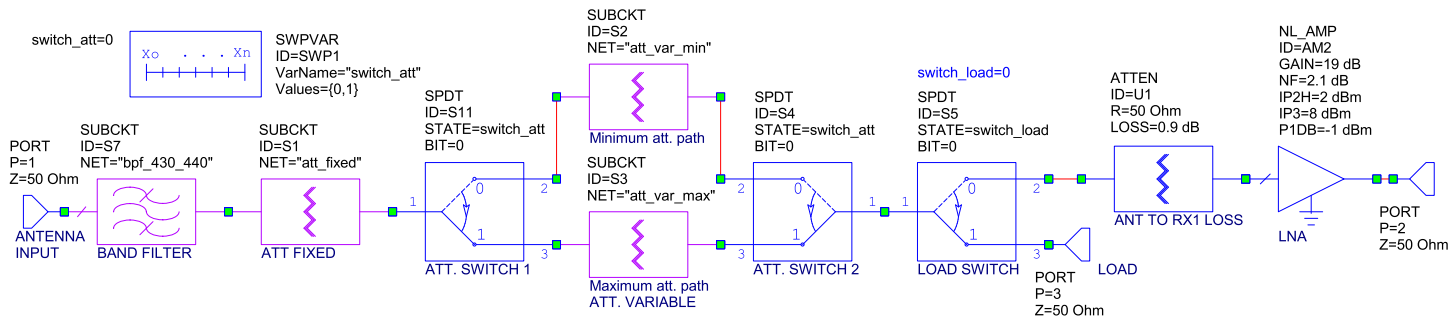 switch_att=0
Xo . . . Xn
SWPVAR
ID=SWP1
VarName="switch_att"
Values={0,1}
PORT
P=1
Z=50 Ohm
ANTENNA
INPUT
SUBCKT
ID=S7
NET="bpf_430_440"
BAND FILTER
SUBCKT
ID=S1
NET="att_fixed"
ATT FIXED
SPDT
ID=S11
STATE=switch_att
BIT=0
1
0
1
2
3
ATT. SWITCH 1
SUBCKT
ID=S2
NET="att_var_min"
Minimum att. path
SUBCKT
ID=S3
NET="att_var_max"
Maximum att. path
ATT. VARIABLE
SPDT
ID=S4
STATE=switch_att
BIT=0
2
3
0
1
1
ATT. SWITCH 2
switch_load=0
SPDT
ID=S5
STATE=switch_load
BIT=0
1
0
1
2
3
LOAD SWITCH
PORT
P=3
Z=50 Ohm
LOAD
ATTEN
ID=U1
R=50 Ohm
LOSS=0.9 dB
ANT TO RX1 LOSS
NL_AMP
ID=AM2
GAIN=19 dB
NF=2.1 dB
IP2H=2 dBm
IP3=8 dBm
P1DB=-1 dBm
LNA
PORT
P=2
Z=50 Ohm